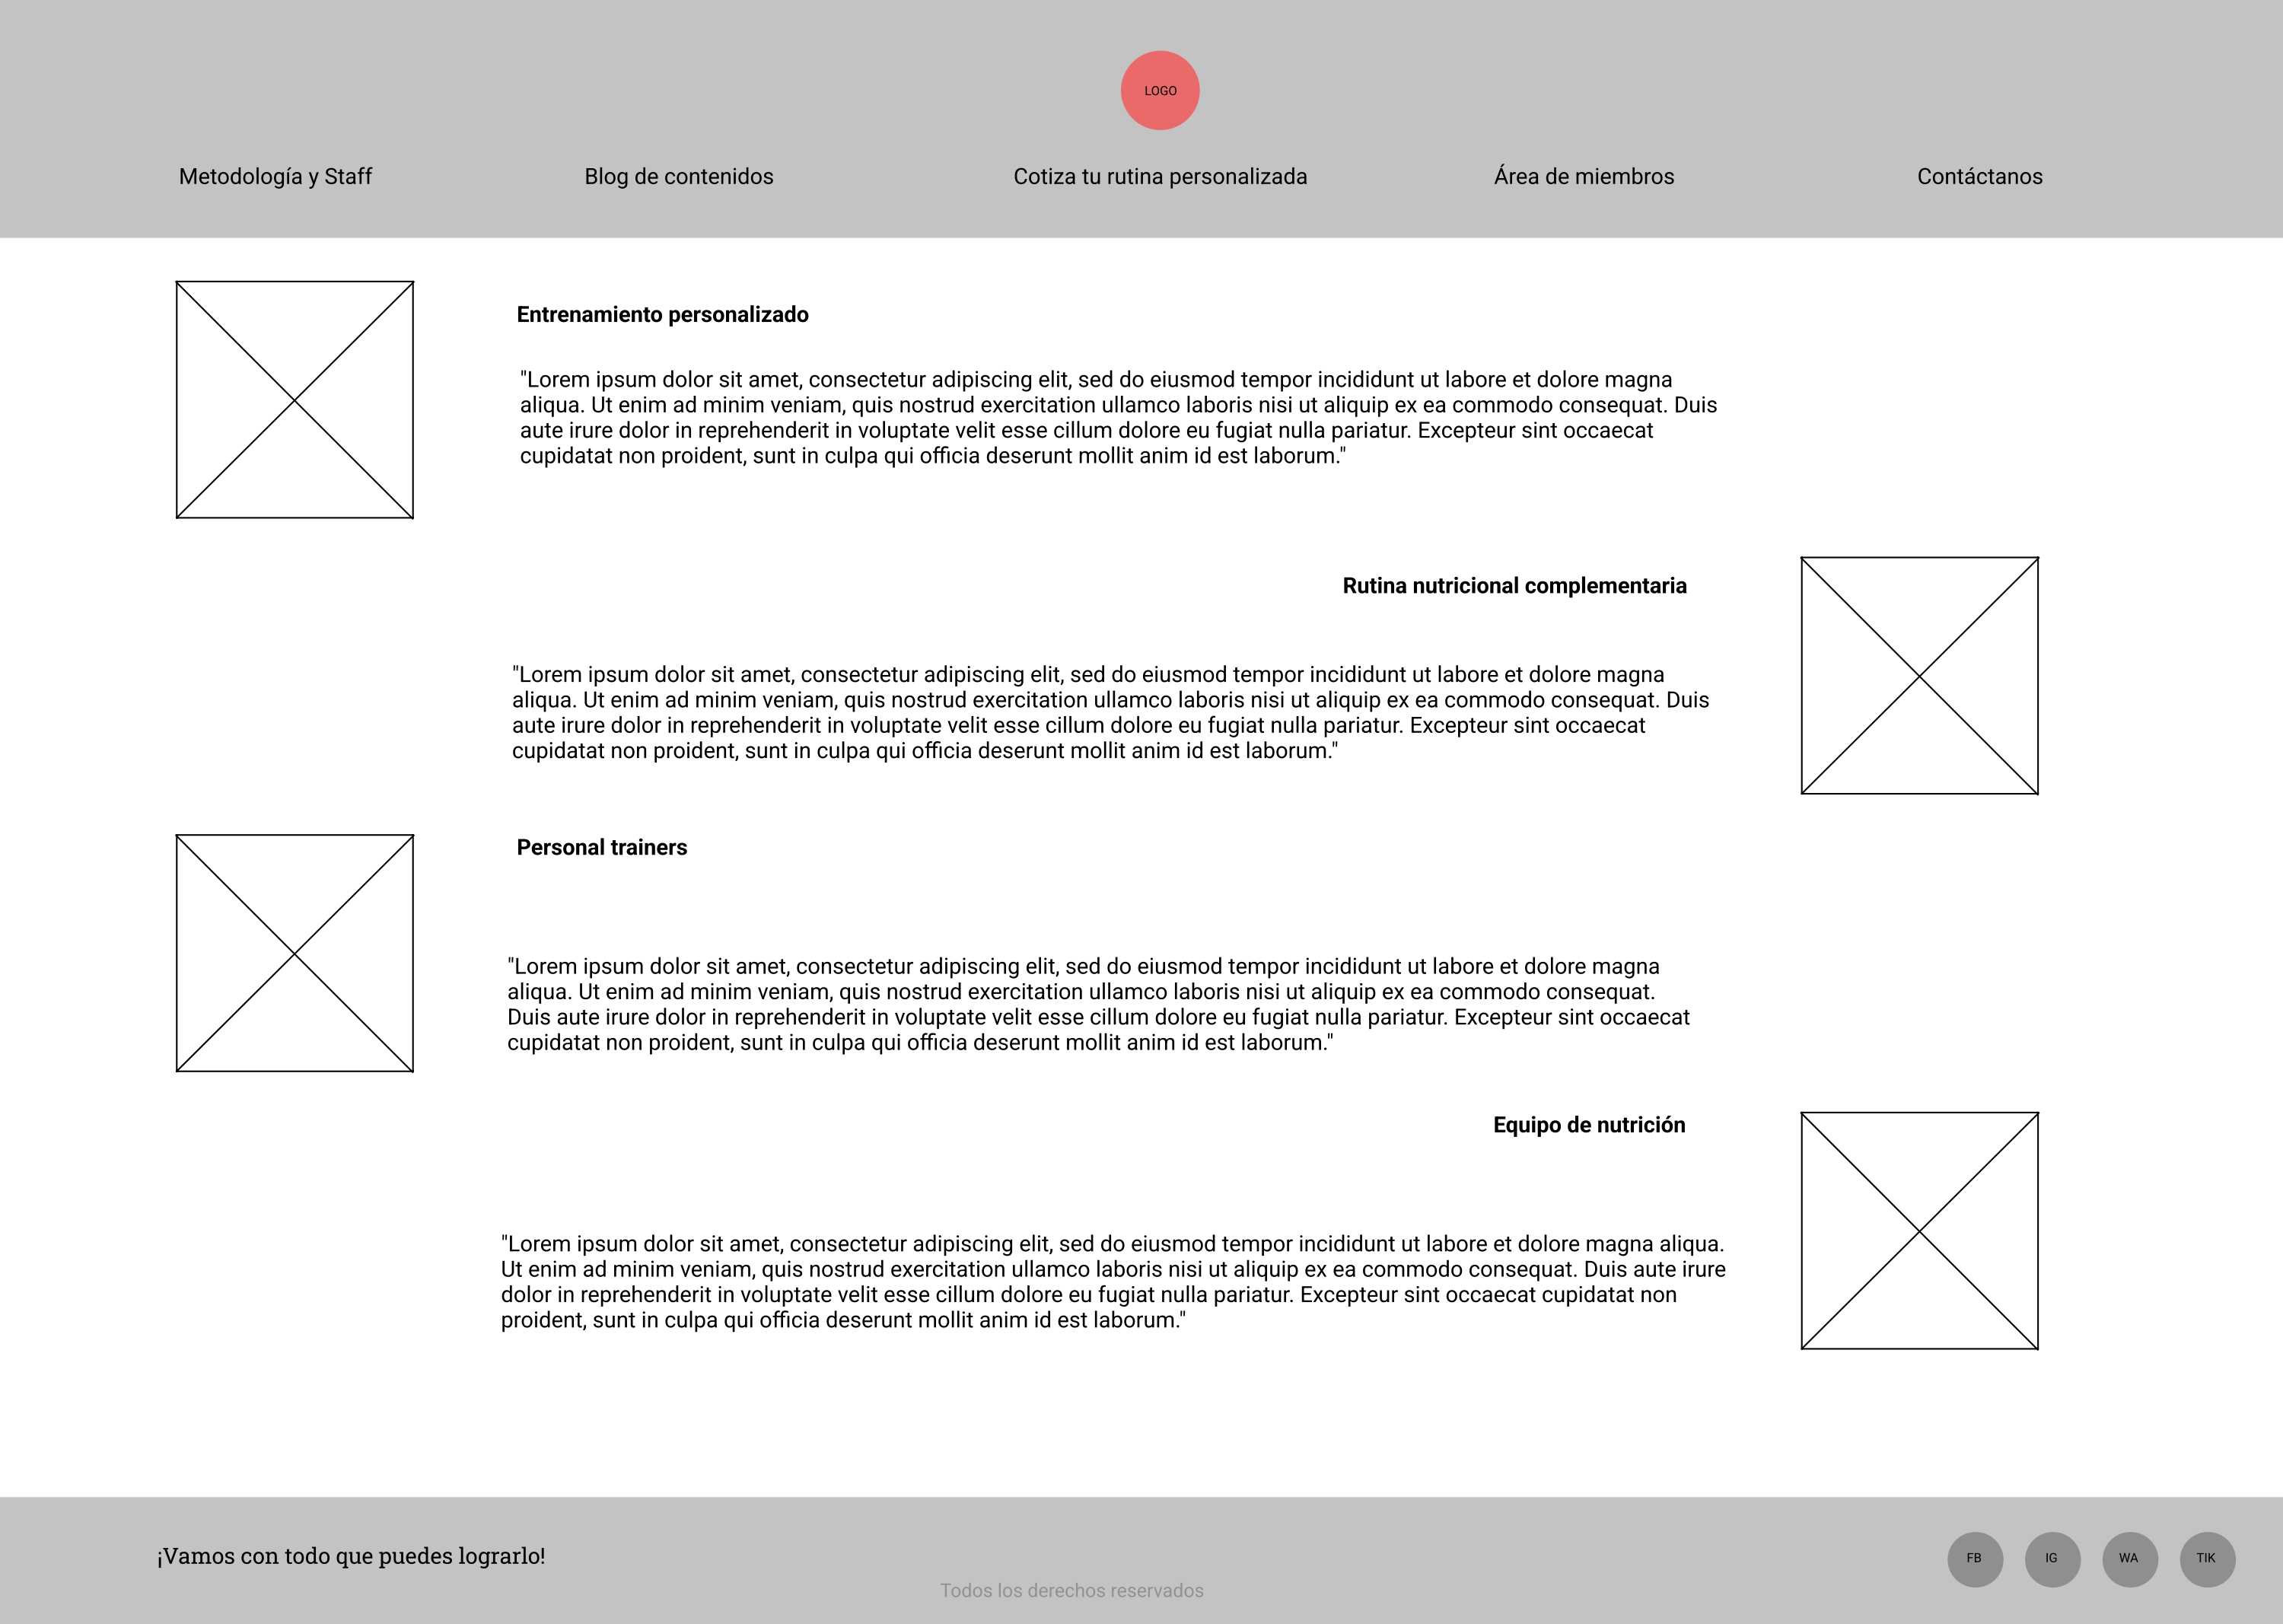 LOGO
Metodología y Staff
Blog de contenidos
Cotiza tu rutina personalizada
Área de miembros
Contáctanos
Entrenamiento personalizado
"Lorem ipsum dolor sit amet, consectetur adipiscing elit, sed do eiusmod tempor incididunt ut labore et dolore magna
aliqua. Ut enim ad minim veniam, quis nostrud exercitation ullamco laboris nisi ut aliquip ex ea commodo consequat. Duis
aute irure dolor in reprehenderit in voluptate velit esse cillum dolore eu fugiat nulla pariatur. Excepteur sint occaecat
cupidatat non proident, sunt in culpa qui officia deserunt mollit anim id est laborum."
Rutina nutricional complementaria
"Lorem ipsum dolor sit amet, consectetur adipiscing elit, sed do eiusmod tempor incididunt ut labore et dolore magna
aliqua. Ut enim ad minim veniam, quis nostrud exercitation ullamco laboris nisi ut aliquip ex ea commodo consequat. Duis
aute irure dolor in reprehenderit in voluptate velit esse cillum dolore eu fugiat nulla pariatur. Excepteur sint occaecat
cupidatat non proident, sunt in culpa qui officia deserunt mollit anim id est laborum."
Personal trainers
"Lorem ipsum dolor sit amet, consectetur adipiscing elit, sed do eiusmod tempor incididunt ut labore et dolore magna
aliqua. Ut enim ad minim veniam, quis nostrud exercitation ullamco laboris nisi ut aliquip ex ea commodo consequat.
Duis aute irure dolor in reprehenderit in voluptate velit esse cillum dolore eu fugiat nulla pariatur. Excepteur sint occaecat
cupidatat non proident, sunt in culpa qui officia deserunt mollit anim id est laborum."
Equipo de nutrición
"Lorem ipsum dolor sit amet, consectetur adipiscing elit, sed do eiusmod tempor incididunt ut labore et dolore magna aliqua.
Ut enim ad minim veniam, quis nostrud exercitation ullamco laboris nisi ut aliquip ex ea commodo consequat. Duis aute irure
dolor in reprehenderit in voluptate velit esse cillum dolore eu fugiat nulla pariatur. Excepteur sint occaecat cupidatat non
proident, sunt in culpa qui officia deserunt mollit anim id est laborum."
¡Vamos con todo que puedes lograrlo!
FB
IG
WA
TIK
Todos los derechos reservados